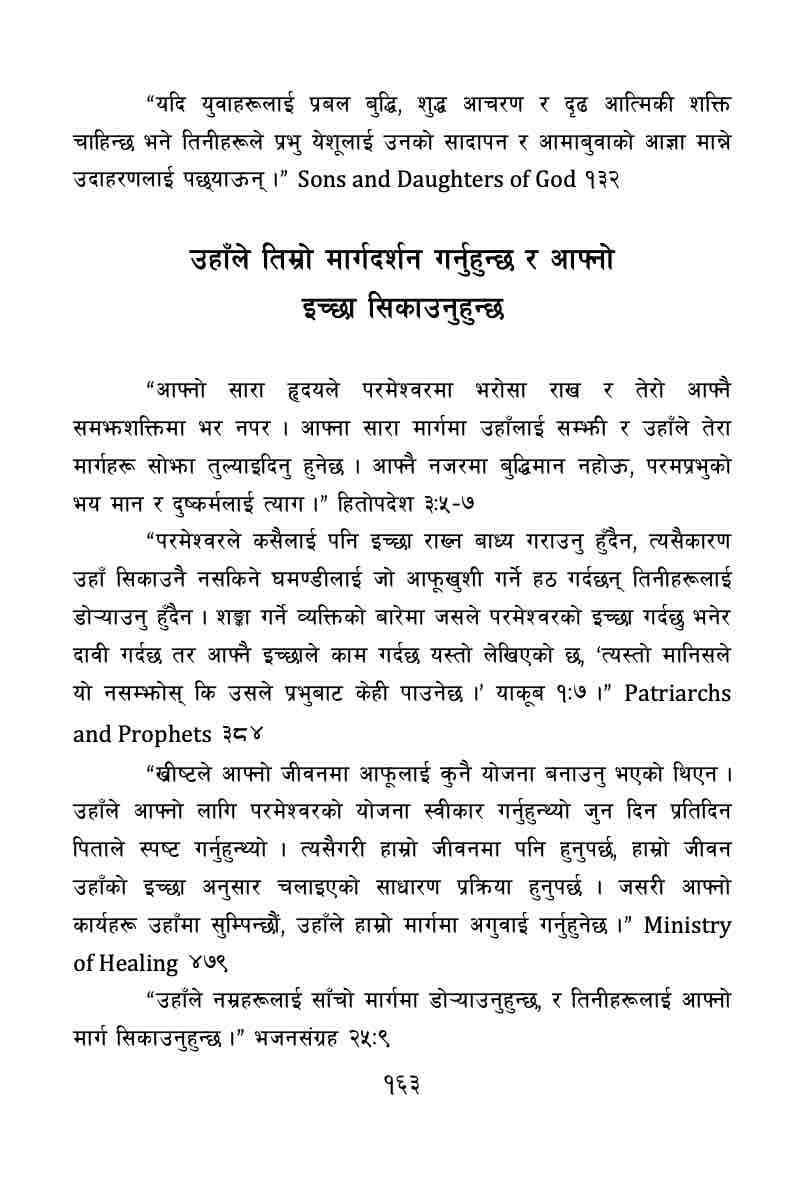 “यदि युवाहरूलाई प्रबल बुद्धि, शुद्ध आचरण र दृढ आत्मिकी शक्ति
चाहिन्छ भने तिनीहरूले प्रभु येशूलाई उनको सादापन र आमाबुवाको आज्ञा मान्ने
उदाहरणलाई पछ्याऊन् ।” Sons and Daughters of God १३२
उहाँले तिम्रो मार्गदर्शन गर्नुहुन्छ र आफ्नो
इच्छा सिकाउनुहुन्छ
“आफ्नो सारा हृदयले परमेश्वरमा भरोसा राख र तेरो आफ्नै
समझशक्तिमा भर नपर । आफ्ना सारा मार्गमा उहाँलाई सम्झी र उहाँले तेरा
मार्गहरू सोझा तुल्याइदिनु हुनेछ । आफ्नै नजरमा बुद्धिमान नहोऊ, परमप्रभुको
भय मान र दुष्कर्मलाई त्याग ।” हितोपदेश ३:५-७
“परमेश्वरले कसैलाई पनि इच्छा राख्न बाध्य गराउनु हुँदैन, त्यसैकारण
उहाँ सिकाउनै नसकिने घमण्डीलाई जो आफूखुशी गर्ने हठ गर्दछन् तिनीहरूलाई
डोऱ्याउनु हुँदैन । शङ्का गर्ने व्यक्तिको बारेमा जसले परमेश्वरको इच्छा गर्दछु भनेर
दावी गर्दछ तर आफ्नै इच्छाले काम गर्दछ यस्तो लेखिएको छ, ‘त्यस्तो मानिसले
यो नसम्झोस् कि उसले प्रभुबाट केही पाउनेछ ।’ याकूब १:७ ।” Patriarchs
and Prophets ३८४
“ख्रीष्टले आफ्नो जीवनमा आफूलाई कुनै योजना बनाउनु भएको थिएन ।
उहाँले आफ्नो लागि परमेश्वरको योजना स्वीकार गर्नुहुन्थ्यो जुन दिन प्रतिदिन
पिताले स्पष्ट गर्नुहुन्थ्यो । त्यसैगरी हाम्रो जीवनमा पनि हुनुपर्छ, हाम्रो जीवन
उहाँको इच्छा अनुसार चलाइएको साधारण प्रक्रिया हुनुपर्छ । जसरी आफ्नो
कार्यहरू उहाँमा सुम्पिन्छौं, उहाँले हाम्रो मार्गमा अगुवाई गर्नुहुनेछ ।” Ministry
of Healing ४७९
“उहाँले नम्रहरूलाई साँचो मार्गमा डोऱ्याउनुहुन्छ, र तिनीहरूलाई आफ्नो
मार्ग सिकाउनुहुन्छ ।” भजनसंग्रह २५:९
१६३